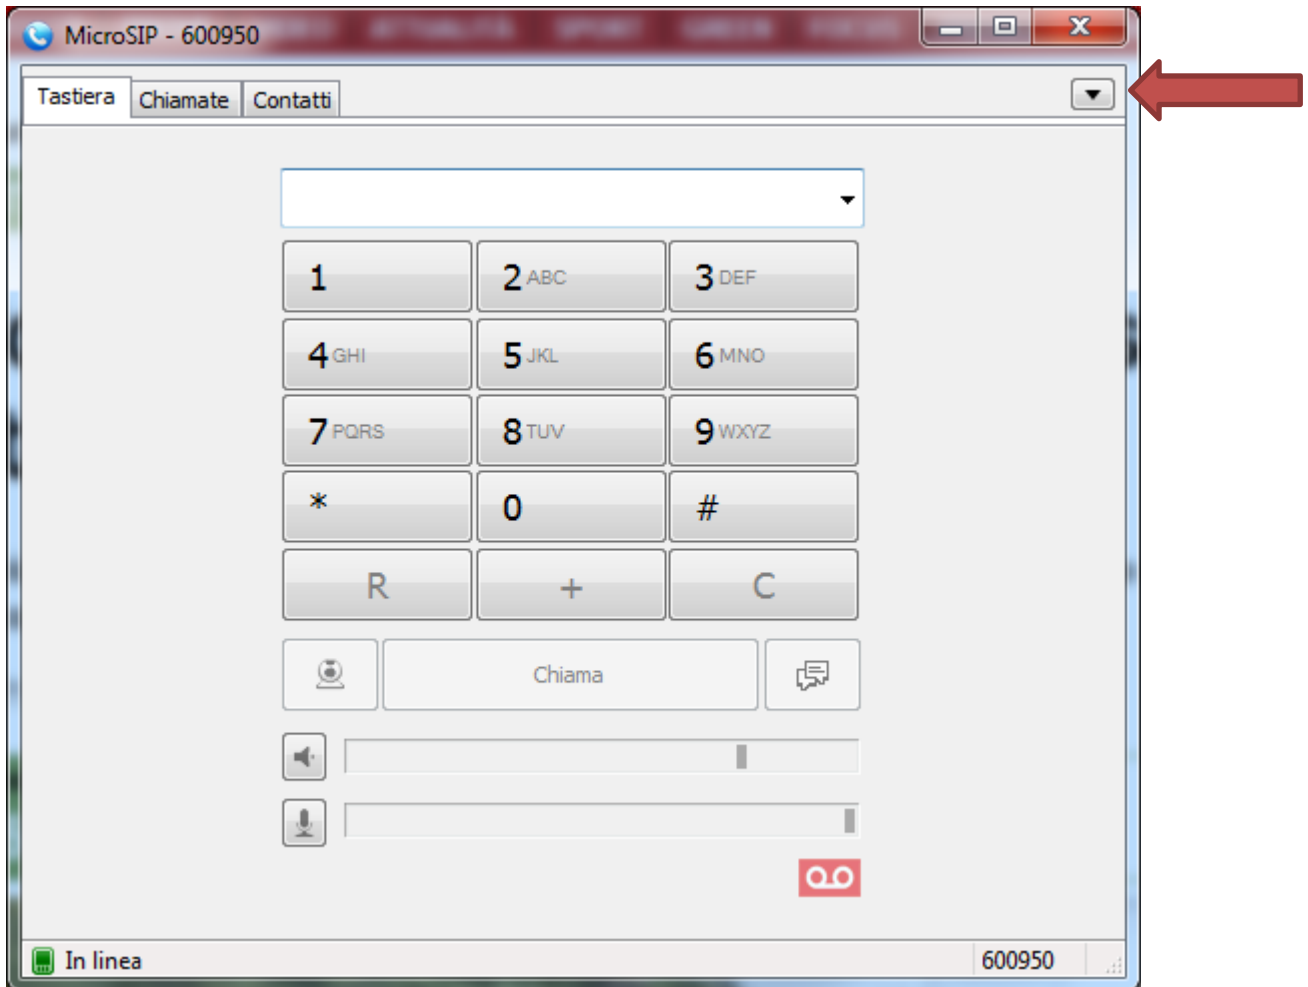 MicroSIP - 600950
Tastiera Chiamate Contatti
1 2 ABC 3 DEF
4 GHI 5 JKL 6 MNO
7 PQRS 8 TUV 9 WXYZ
* 0 #
R + C
Chiama
In linea 600950